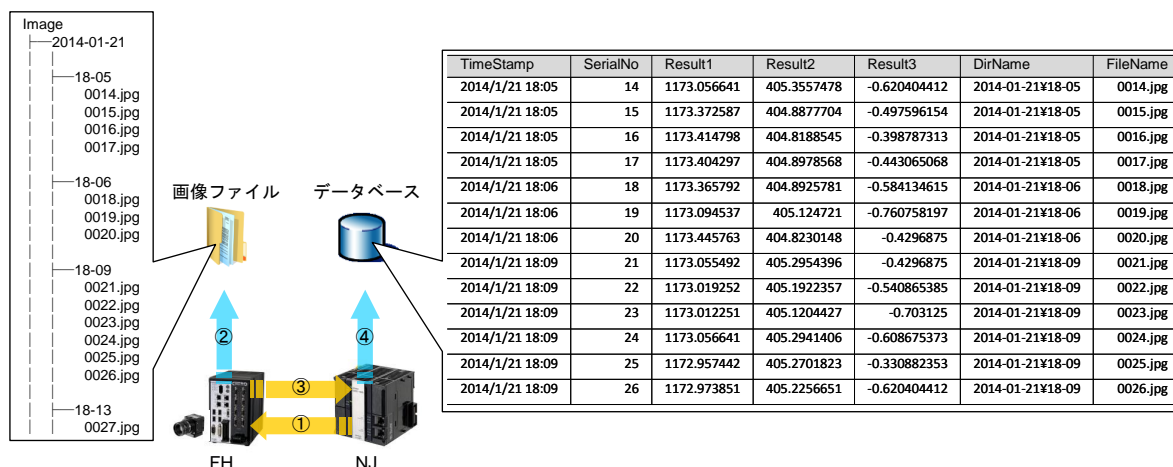 Image
2014-01-21
18-05
0014.jpg
0015.jpg
0016.jpg
0017.jpg
18-06
0018.jpg
0019.jpg
0020.jpg
18-09
0021.jpg
0022.jpg
0023.jpg
0024.jpg
0025.jpg
0026.jpg
18-13
0027.jpg
画像ファイル
データベース
②
④
③
①
FH
NJ
TimeStamp SerialNo Result1 Result2 Result3 DirName FileName
2014/1/21 18:05 14 1173.056641 405.3557478 -0.620404412 2014-01-21¥18-05 0014.jpg
2014/1/21 18:05 15 1173.372587 404.8877704 -0.497596154 2014-01-21¥18-05 0015.jpg
2014/1/21 18:05 16 1173.414798 404.8188545 -0.398787313 2014-01-21¥18-05 0016.jpg
2014/1/21 18:05 17 1173.404297 404.8978568 -0.443065068 2014-01-21¥18-05 0017.jpg
2014/1/21 18:06 18 1173.365792 404.8925781 -0.584134615 2014-01-21¥18-06 0018.jpg
2014/1/21 18:06 19 1173.094537 405.124721 -0.760758197 2014-01-21¥18-06 0019.jpg
2014/1/21 18:06 20 1173.445763 404.8230148 -0.4296875 2014-01-21¥18-06 0020.jpg
2014/1/21 18:09 21 1173.055492 405.2954396 -0.4296875 2014-01-21¥18-09 0021.jpg
2014/1/21 18:09 22 1173.019252 405.1922357 -0.540865385 2014-01-21¥18-09 0022.jpg
2014/1/21 18:09 23 1173.012251 405.1204427 -0.703125 2014-01-21¥18-09 0023.jpg
2014/1/21 18:09 24 1173.056641 405.2941406 -0.608675373 2014-01-21¥18-09 0024.jpg
2014/1/21 18:09 25 1172.957442 405.2701823 -0.330882353 2014-01-21¥18-09 0025.jpg
2014/1/21 18:09 26 1172.973851 405.2256651 -0.620404412 2014-01-21¥18-09 0026.jpg